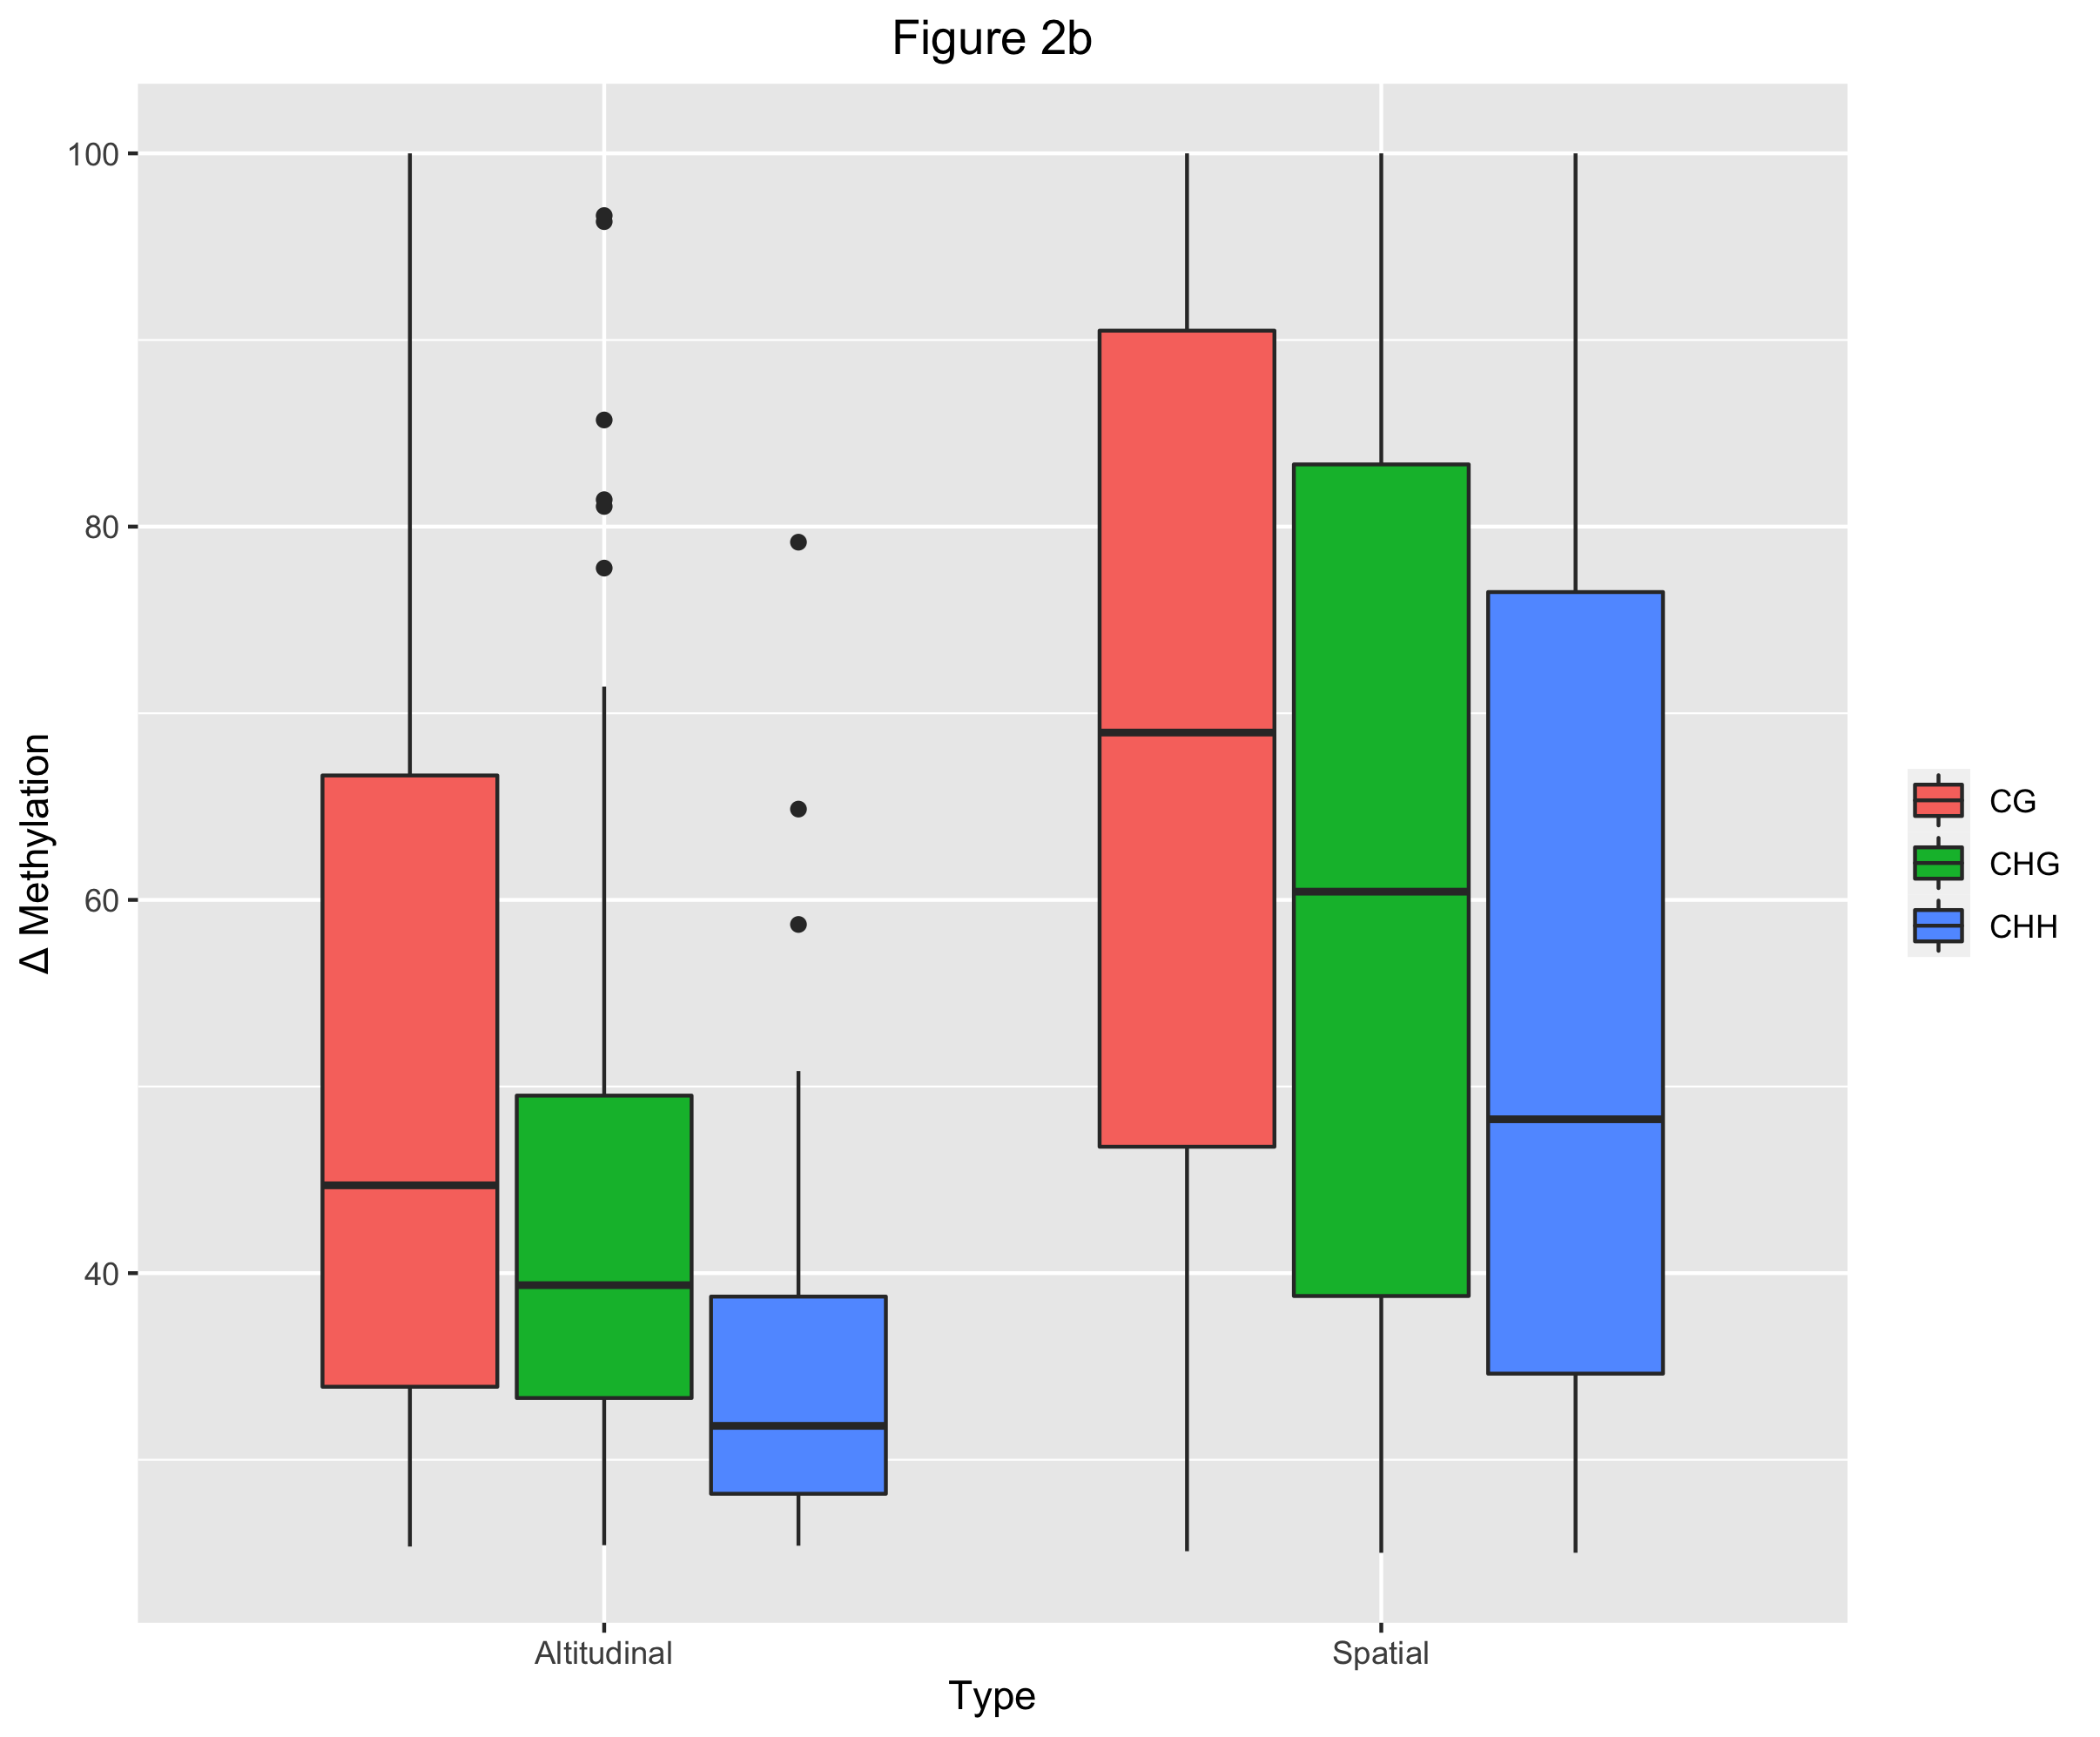 Figure 2b
Δ Methylation
100
80
60
40
Altitudinal
Spatial
Type
CG
CHG
CHH